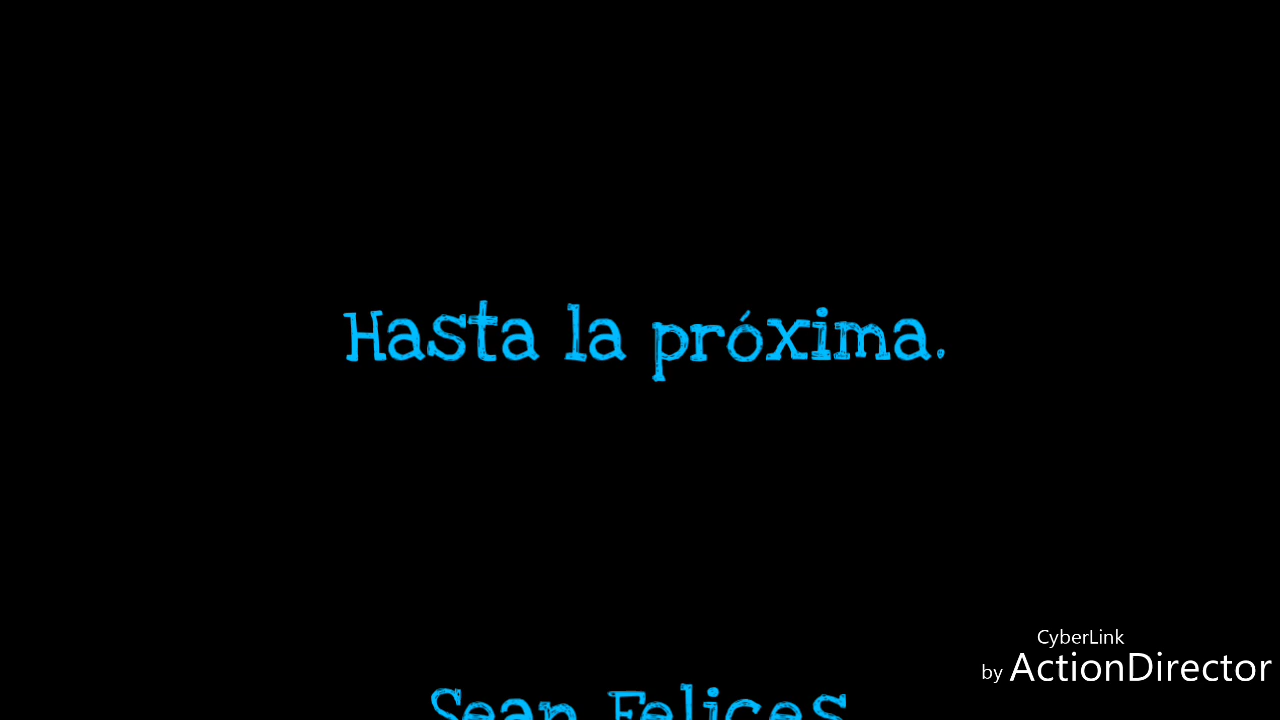 Hasta la próxima.
CyberLink
by ActionDirector
Sean Felices